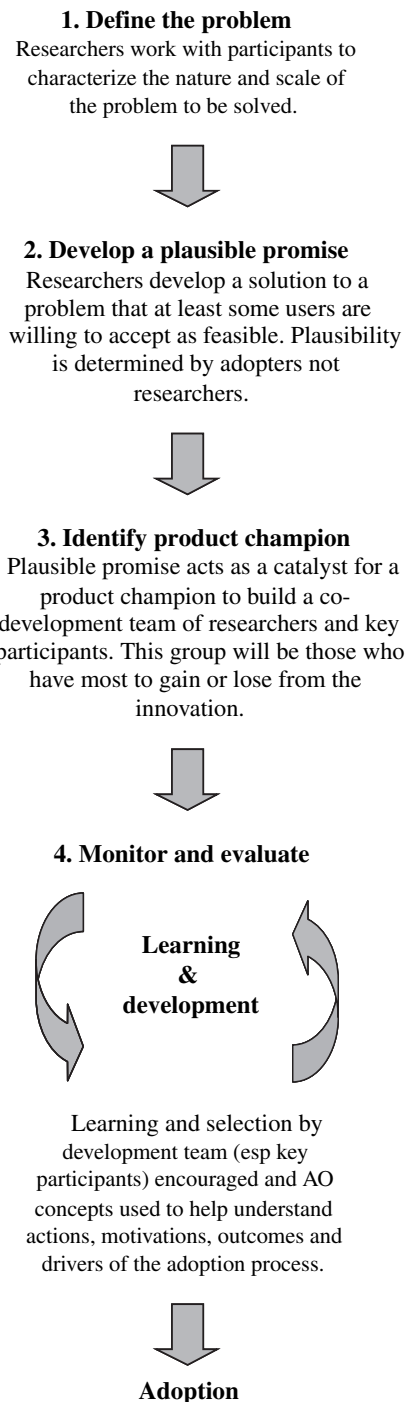 1. Define the problem
Researchers work with participants to
characterize the nature and scale of
the problem to be solved.
2. Develop a plausible promise
Researchers develop a solution to a
problem that at least some users are
willing to accept as feasible. Plausibility
is determined by adopters not
researchers.
3. Identify product champion
Plausible promise acts as a catalyst for a
product champion to build a co-
development team of researchers and key
participants. This group will be those who
have most to gain or lose from the
innovation.
4. Monitor and evaluate
Learning
&
development
Learning and selection by
development team (esp key
participants) encouraged and AO
concepts used to help understand
actions, motivations, outcomes and
drivers of the adoption process.
Adoption